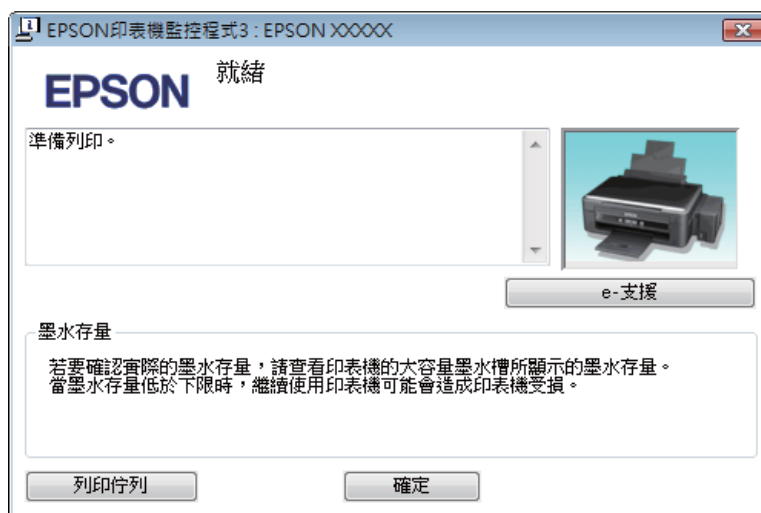 EPSON印表機監控程式3 : EPSON XXXXX
EPSON
就緒
準備列印。
e-支援
墨水存量
若要確認實際的墨水存量，請查看印表機的大容量墨水槽所顯示的墨水存量。
當墨水存量低於下限時，繼續使用印表機可能會造成印表機受損。
列印佇列
確定